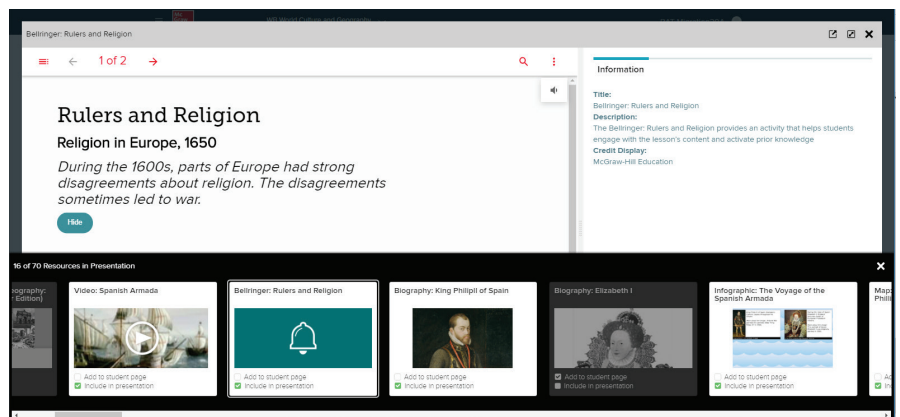 WB World Culture and Geography
Bellringer: Rulers and Religion
1 of 2
Rulers and Religion
Religion in Europe, 1650
During the 1600s, parts of Europe had strong
disagreements about religion. The disagreements
sometimes led to war.
Hide
Information
Title:
Bellringer: Rulers and Religion
Description:
The Bellringer: Rulers and Religion provides an activity that helps students
engage with the lesson's content and activate prior knowledge
Credit Display:
McGraw-Hill Education
16 of 70 Resources in Presentation
Edition)
Video: Spanish Armada
Add to student page
Include in presentation
Bellringer: Rulers and Religion
Add to student page
Include in presentation
Biography: King PhilipII of Spain
Add to student page
Include in presentation
Biography: Elizabeth I
Add to student page
Include in presentation
Infographic: The Voyage of the
Spanish Armada
Add to student page
Include in presentation
Map:
Phili